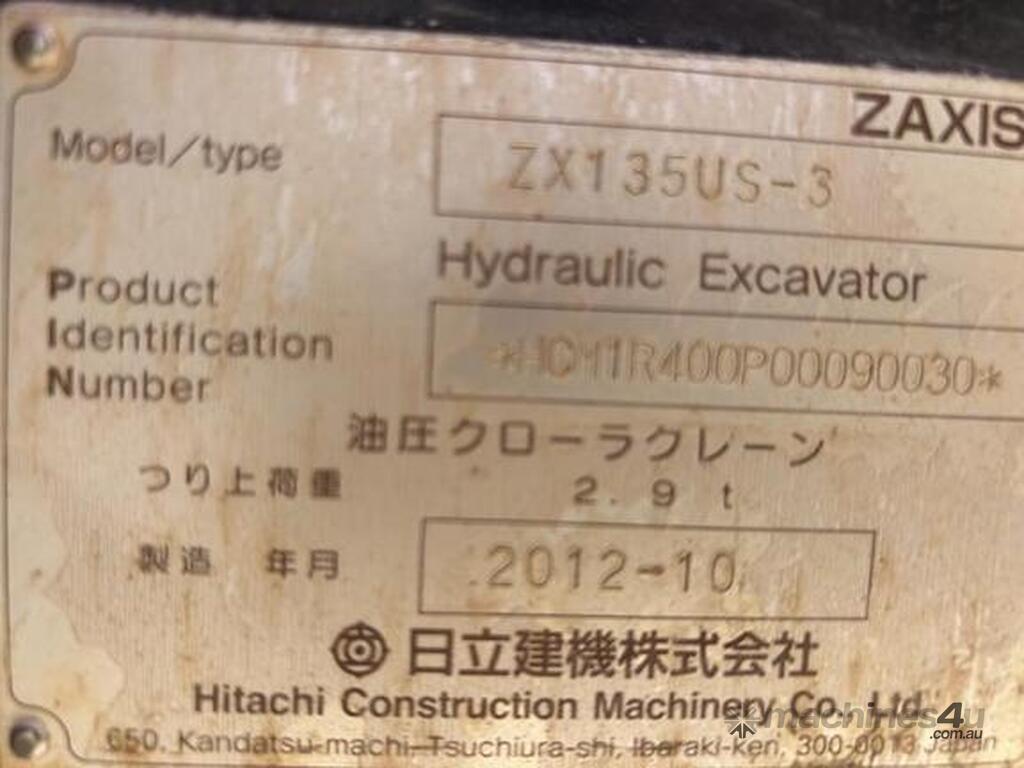 ZAXIS
Model/type ZX135US-3
Hydraulic Excavator
Product
Identification
Number *HCM1R400P00090030*
油圧クローラクレーン
つり上荷重 2.9 t
製造 年月 2012-10
日立建機株式会社
Hitachi Construction Machinery Co., Ltd.
650, Kandatsu-machi Tsuchiura-shi, Ibaraki-ken, 300-0013 Japan
machines4u
.com.au